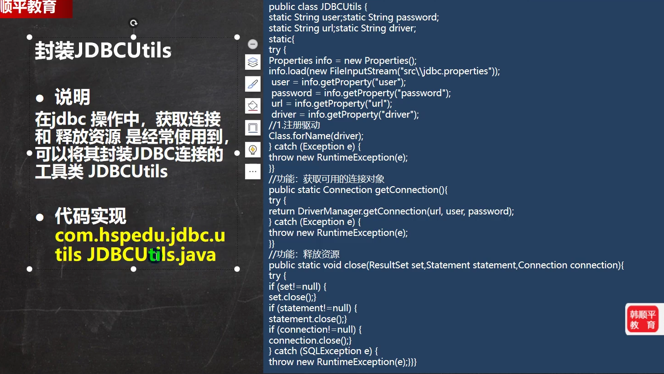 顺平教育
封装JDBCUtils
● 说明
在jdbc 操作中，获取连接
和 释放资源 是经常使用到，
可以将其封装JDBC连接的
工具类 JDBCUtils
● 代码实现
com.hspedu.jdbc.u
tils JDBCUtils.java
public class JDBCUtils {
static String user;static String password;
static String url;static String driver;
static{
try {
Properties info = new Properties();
info.load(new FileInputStream("src\\jdbc.properties"));
user = info.getProperty("user");
password = info.getProperty("password");
url = info.getProperty("url");
driver = info.getProperty("driver");
//1.注册驱动
Class.forName(driver);
} catch (Exception e) {
throw new RuntimeException(e);
}}
//功能：获取可用的连接对象
public static Connection getConnection(){
try {
return DriverManager.getConnection(url, user, password);
} catch (Exception e) {
throw new RuntimeException(e);
}}
//功能：释放资源
public static void close(ResultSet set,Statement statement,Connection connection){
try {
if (set!=null) {
set.close();}
if (statement!=null) {
statement.close();}
if (connection!=null) {
connection.close();}
} catch (SQLException e) {
throw new RuntimeException(e);}}}
韩顺平
教 育